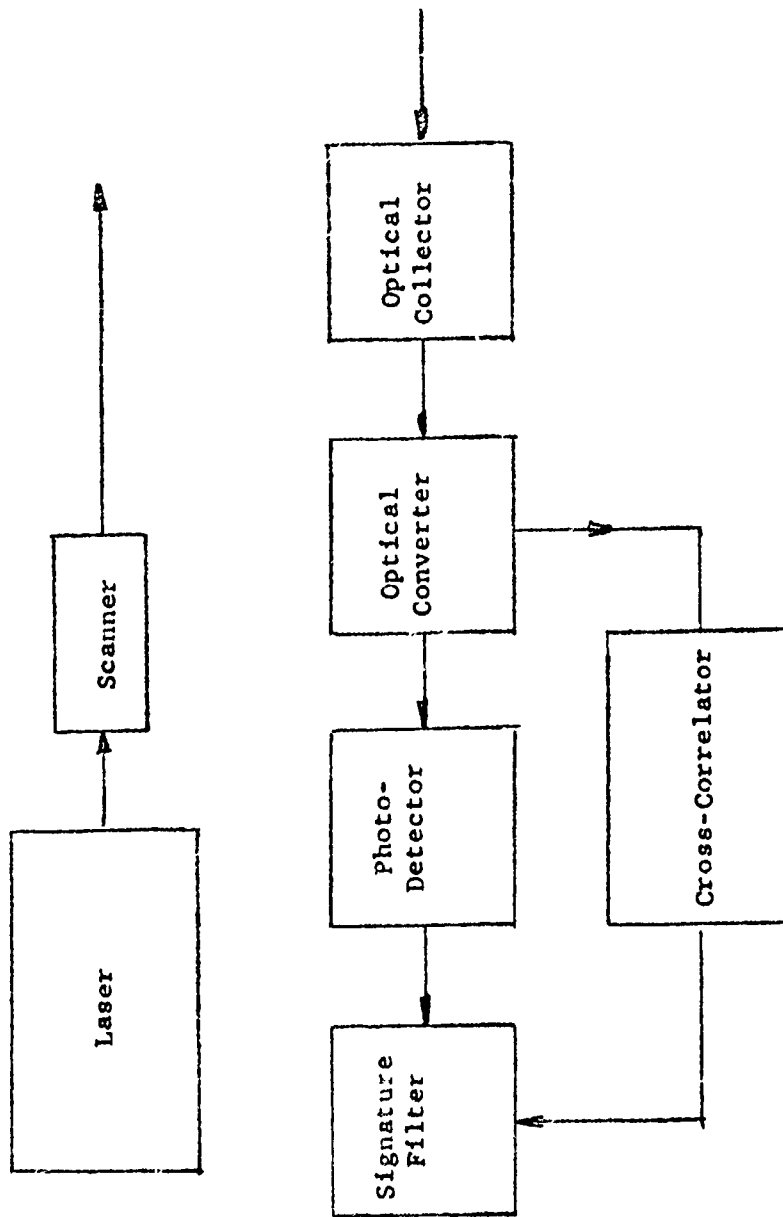 Laser
Scanner
Signature
Filter
Photo-
Detector
Optical
Converter
Optical
Collector
Cross-Correlator